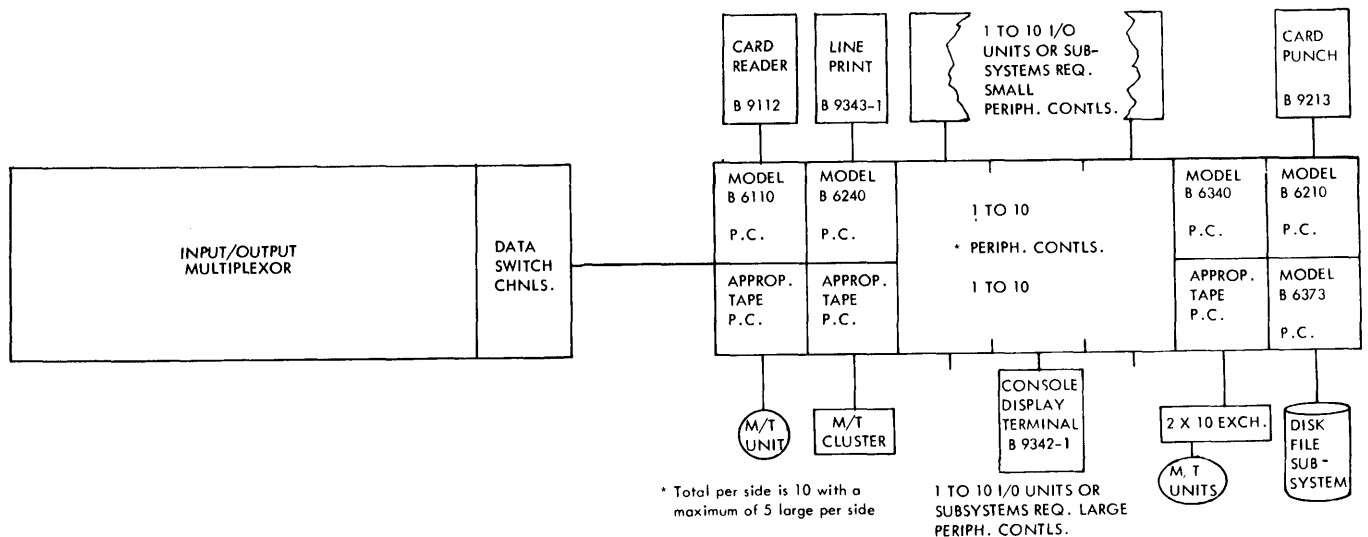 CARD
READER
B 9112
LINE
PRINT
B 9343-1
1 TO 10 I/O
UNITS OR SUB-
SYSTEMS REQ.
SMALL
PERIPH. CONTLS.
CARD
PUNCH
B 9213
INPUT/OUTPUT
MULTIPLEXOR
DATA
SWITCH
CHNLS.
MODEL
B 6110
P.C.
MODEL
B 6240
P.C.
1 TO 10
* PERIPH. CONTLS.
1 TO 10
MODEL
B 6340
P.C.
MODEL
B 6210
P.C.
APPROP.
TAPE
P.C.
APPROP.
TAPE
P.C.
APPROP.
TAPE
P.C.
MODEL
B 6373
P.C.
M/T
UNIT
M/T
CLUSTER
CONSOLE
DISPLAY
TERMINAL
B 9342-1
2 X 10 EXCH.
M, T
UNITS
DISK
FILE
SUB-
SYSTEM
* Total per side is 10 with a
maximum of 5 large per side
1 TO 10 I/0 UNITS OR
SUBSYSTEMS REQ. LARGE
PERIPH. CONTLS.